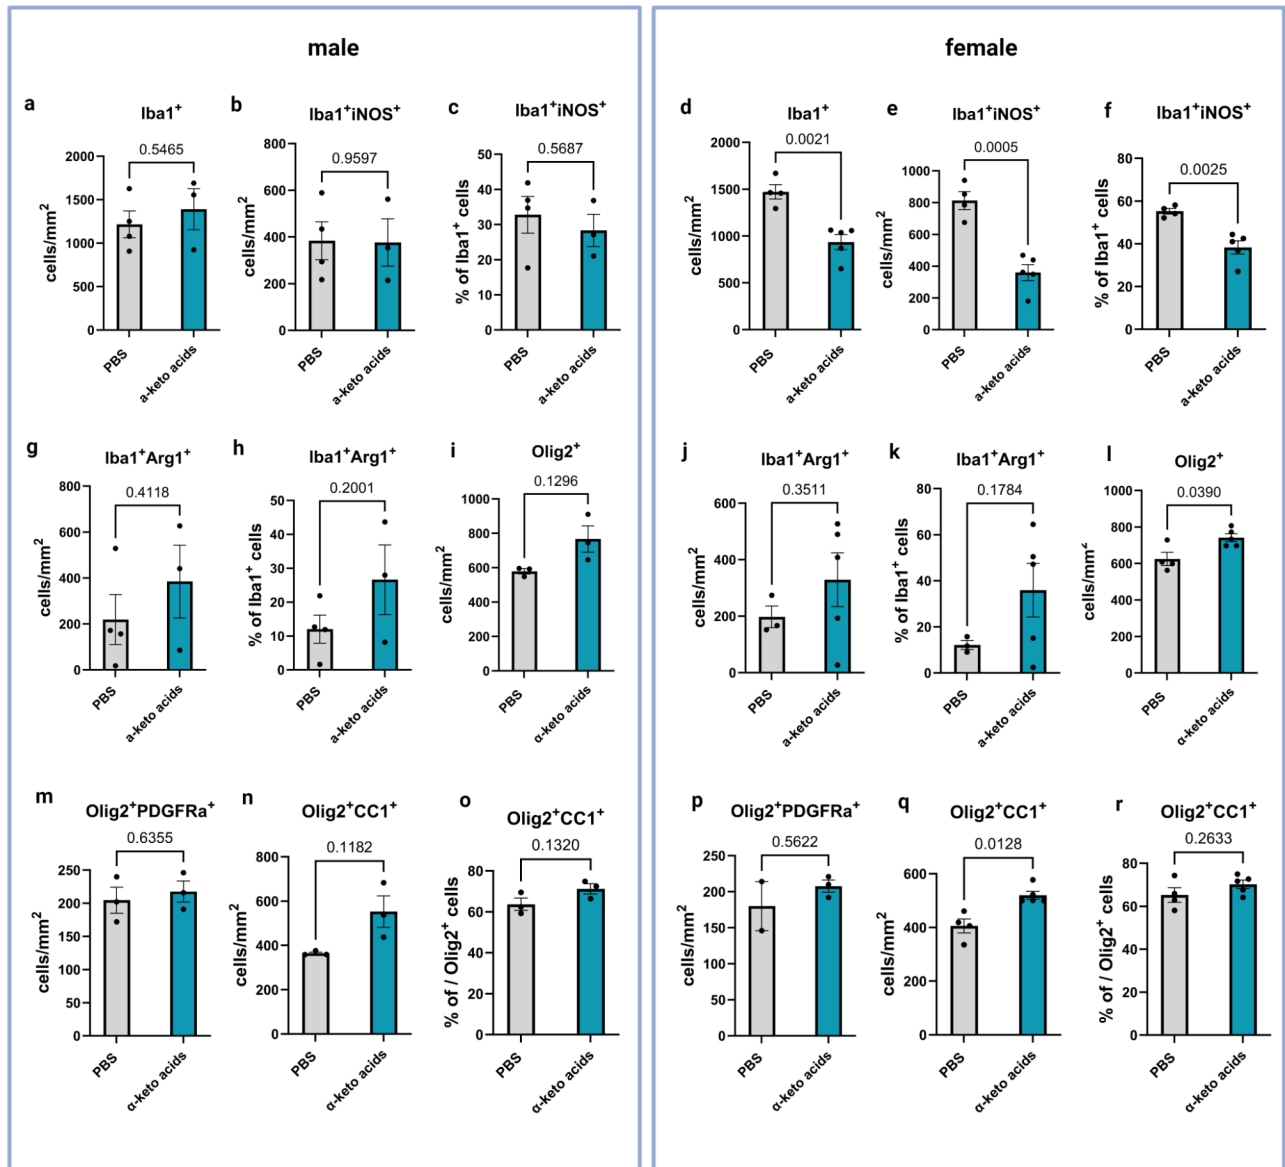 male
a
Iba1⁺
0.5465
cells/mm²
2000
1500
1000
500
0
PBS
a-keto acids
b
Iba1⁺iNOS⁺
0.9597
cells/mm²
800
600
400
200
0
PBS
a-keto acids
c
Iba1⁺iNOS⁺
0.5687
% of Iba1⁺ cells
50
40
30
20
10
0
PBS
a-keto acids
female
d
Iba1⁺
0.0021
cells/mm²
2000
1500
1000
500
0
PBS
a-keto acids
e
Iba1⁺iNOS⁺
0.0005
cells/mm²
1000
800
600
400
200
0
PBS
a-keto acids
f
Iba1⁺iNOS⁺
0.0025
% of Iba1⁺ cells
80
60
40
20
0
PBS
a-keto acids
g
Iba1⁺Arg1⁺
0.4118
cells/mm²
800
600
400
200
0
PBS
a-keto acids
h
Iba1⁺Arg1⁺
0.2001
% of Iba1⁺ cells
50
40
30
20
10
0
PBS
a-keto acids
i
Olig2⁺
0.1296
cells/mm²
1000
800
600
400
200
0
PBS
α-keto acids
j
Iba1⁺Arg1⁺
0.3511
cells/mm²
600
400
200
0
PBS
a-keto acids
k
Iba1⁺Arg1⁺
0.1784
% of Iba1⁺ cells
80
60
40
20
0
PBS
a-keto acids
l
Olig2⁺
0.0390
cells/mm²
1000
800
600
400
200
0
PBS
α-keto acids
m
Olig2⁺PDGFRa⁺
0.6355
cells/mm²
250
200
150
100
50
0
PBS
α-keto acids
n
Olig2⁺CC1⁺
0.1182
cells/mm²
800
600
400
200
0
PBS
α-keto acids
o
Olig2⁺CC1⁺
0.1320
% of / Olig2⁺ cells
80
60
40
20
0
PBS
α-keto acids
p
Olig2⁺PDGFRa⁺
0.5622
cells/mm²
250
200
150
100
50
0
PBS
α-keto acids
q
Olig2⁺CC1⁺
0.0128
cells/mm²
600
400
200
0
PBS
α-keto acids
r
Olig2⁺CC1⁺
0.2633
% of / Olig2⁺ cells
80
60
40
20
0
PBS
α-keto acids